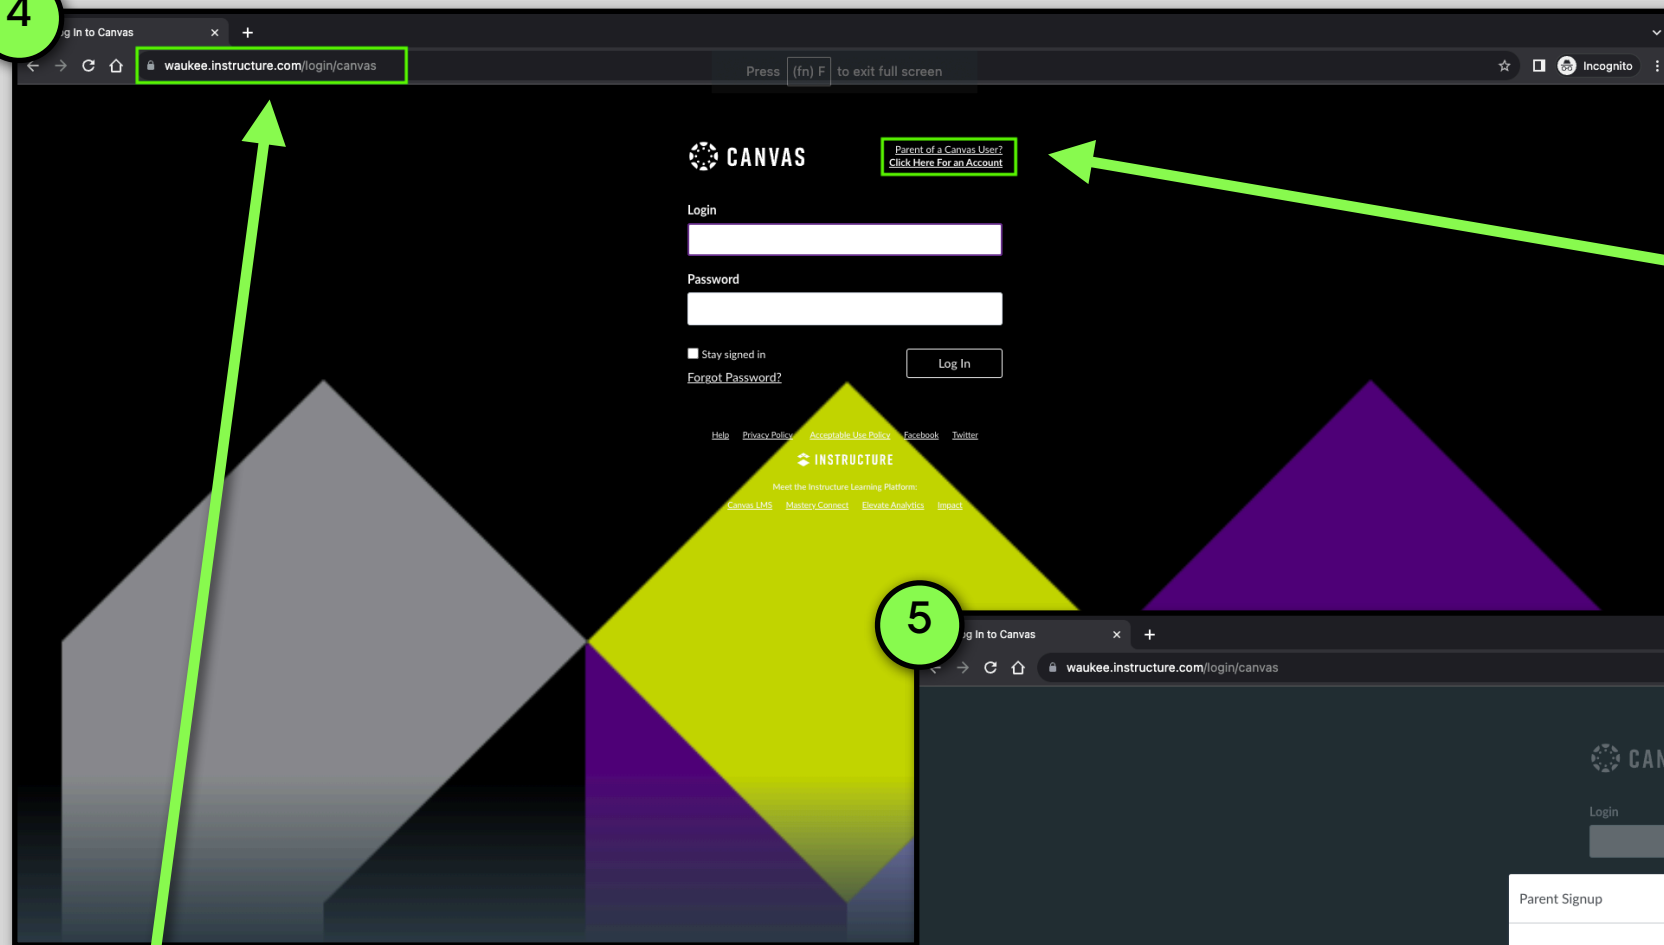 4
g In to Canvas
waukee.instructure.com/login/canvas
Press (fn) F to exit full screen
Incognito
CANVAS
Parent of a Canvas User?
Click Here For an Account
Login
Password
Stay signed in
Log In
Forgot Password?
Help Privacy Policy Acceptable Use Policy Facebook Twitter
INSTRUCTURE
Meet the Instructure Learning Platform:
Canvas LMS Mastery Connect Elevate Analytics Impact
5
g In to Canvas
waukee.instructure.com/login/canvas
CAN
Login
Parent Signup